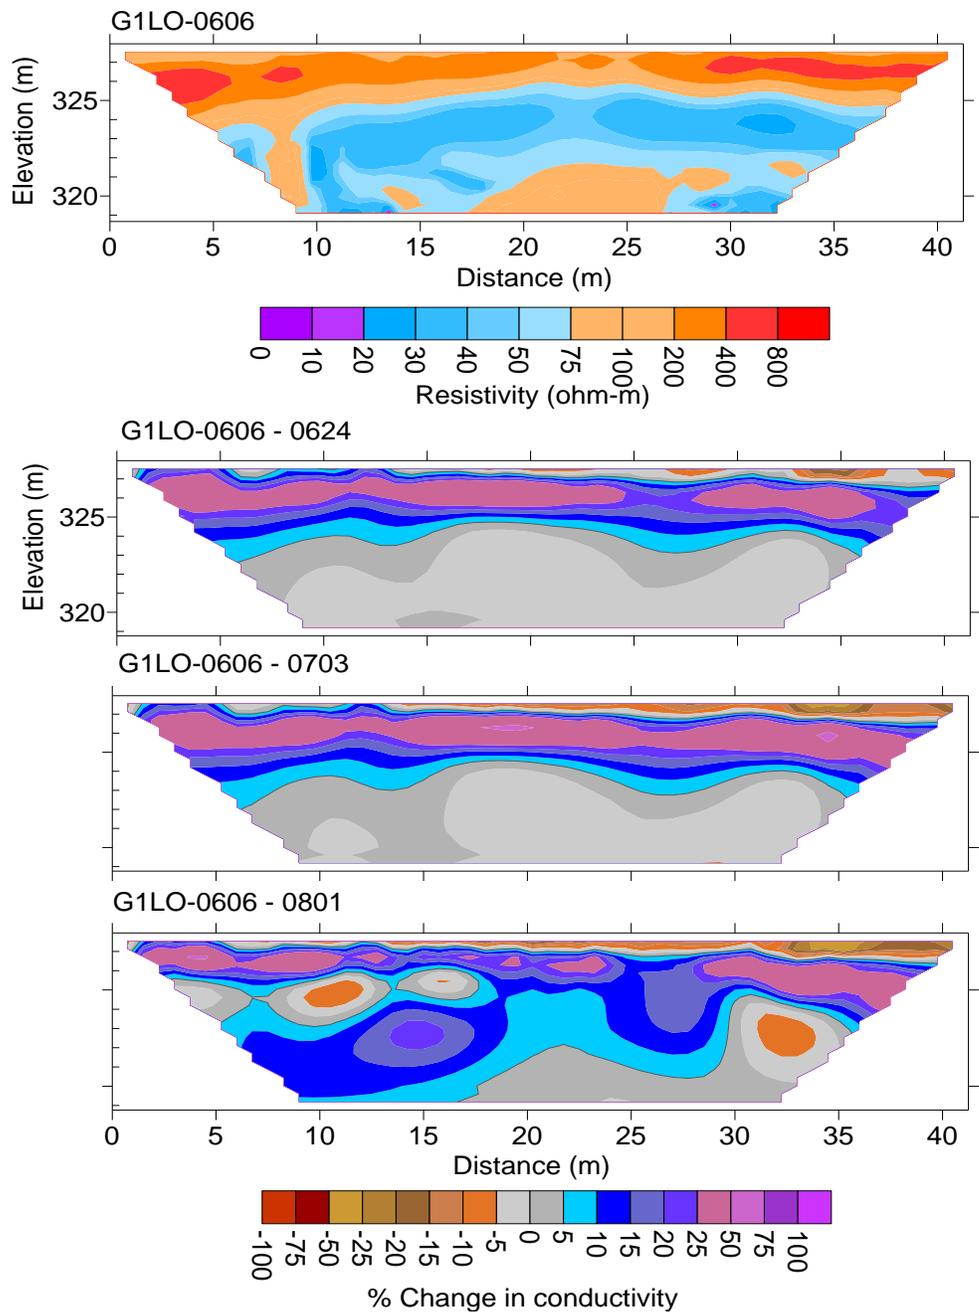 G1LO-0606
Elevation (m)
325
320
0 5 10 15 20 25 30 35 40
Distance (m)
0 10 20 30 40 50 75 100 200 400 800
Resistivity (ohm-m)
G1LO-0606 - 0624
Elevation (m)
325
320
G1LO-0606 - 0703
G1LO-0606 - 0801
0 5 10 15 20 25 30 35 40
Distance (m)
-100 -75 -50 -25 -20 -15 -10 -5 0 5 10 15 20 25 50 75 100
% Change in conductivity